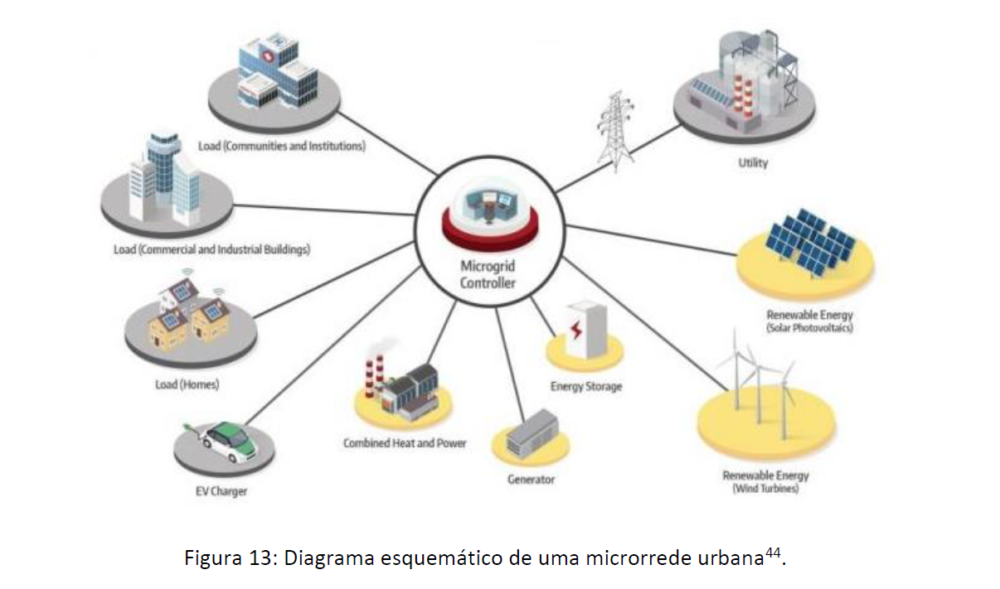 Load (Communities and Institutions)
Utility
Load (Commercial and Industrial Buildings)
Microgrid
Controller
Renewable Energy
(Solar Photovoltaics)
Load (Homes)
Energy Storage
Combined Heat and Power
Generator
Renewable Energy
(Wind Turbines)
EV Charger
Figura 13: Diagrama esquemático de uma microrrede urbana⁴⁴.